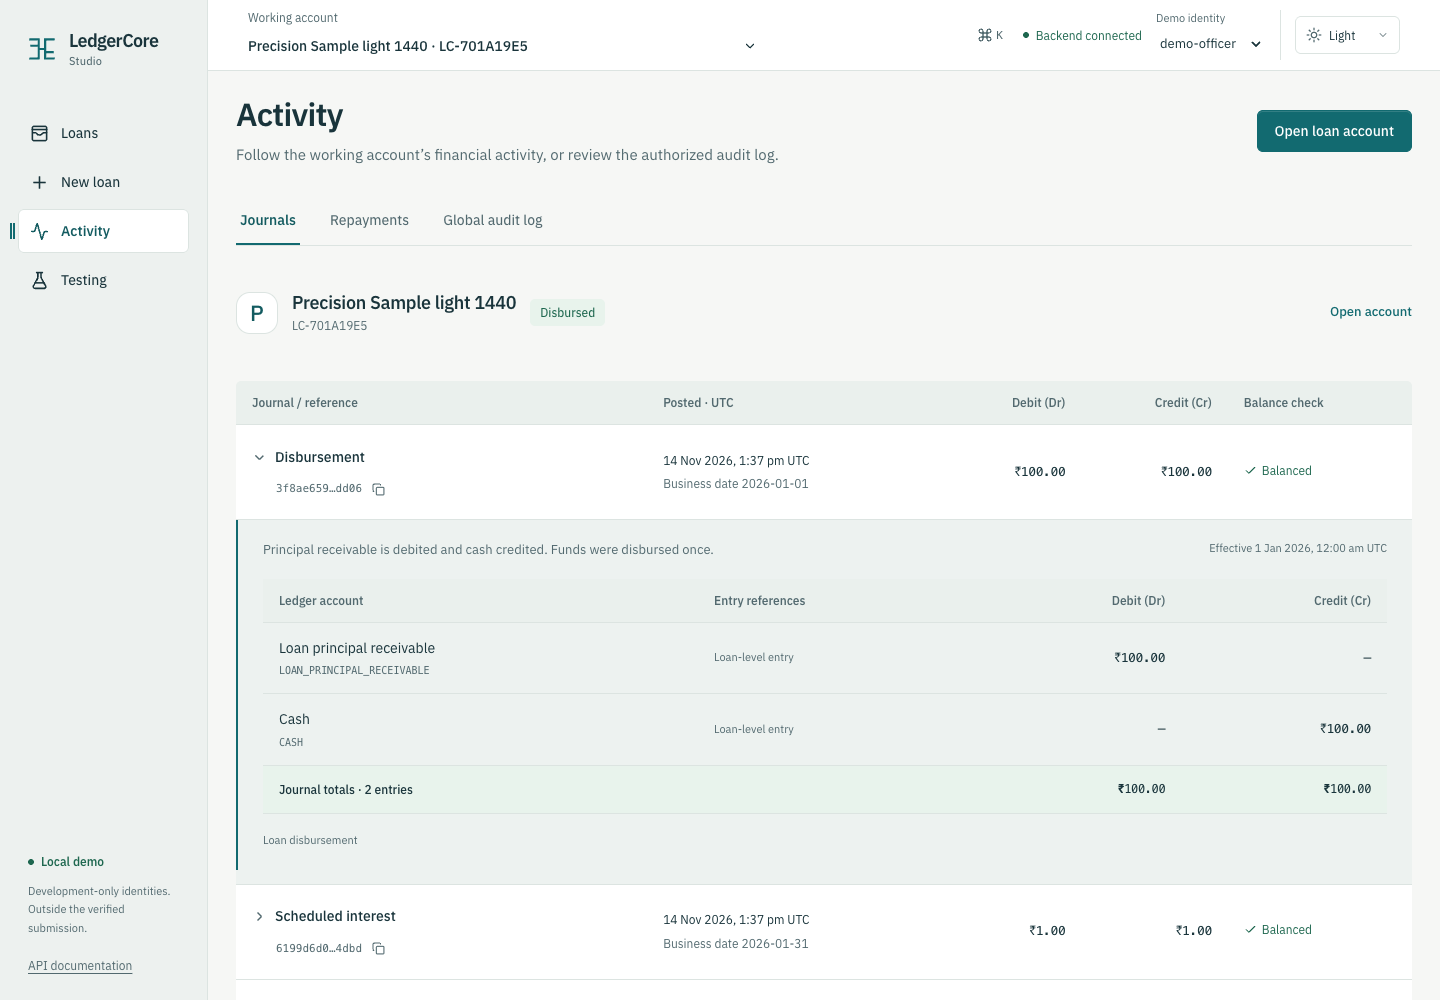 LedgerCore
Studio
Loans
New loan
Activity
Testing
Local demo
Development-only identities.
Outside the verified
submission.
API documentation
Working account
Precision Sample light 1440 · LC-701A19E5
⌘ K
Backend connected
Demo identity
demo-officer
Light
Activity
Follow the working account’s financial activity, or review the authorized audit log.
Open loan account
Journals Repayments Global audit log
P
Precision Sample light 1440
LC-701A19E5
Disbursed
Open account
Journal / reference Posted · UTC Debit (Dr) Credit (Cr) Balance check
Disbursement
3f8ae659…dd06
14 Nov 2026, 1:37 pm UTC
Business date 2026-01-01
₹100.00 ₹100.00 Balanced
Principal receivable is debited and cash credited. Funds were disbursed once.
Effective 1 Jan 2026, 12:00 am UTC
Ledger account Entry references Debit (Dr) Credit (Cr)
Loan principal receivable
LOAN_PRINCIPAL_RECEIVABLE
Loan-level entry ₹100.00 —
Cash
CASH
Loan-level entry — ₹100.00
Journal totals · 2 entries ₹100.00 ₹100.00
Loan disbursement
Scheduled interest
6199d6d0…4dbd
14 Nov 2026, 1:37 pm UTC
Business date 2026-01-31
₹1.00 ₹1.00 Balanced